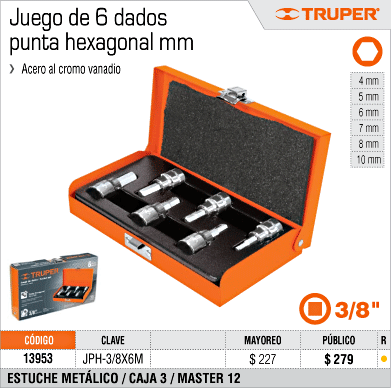 Juego de 6 dados
punta hexagonal mm
Acero al cromo vanadio
TRUPER
4 mm
5 mm
6 mm
7 mm
8 mm
10 mm
TRUPER
3/8"
CÓDIGO CLAVE MAYOREO PÚBLICO R
13953 JPH-3/8X6M $ 227 $ 279
ESTUCHE METÁLICO / CAJA 3 / MASTER 12